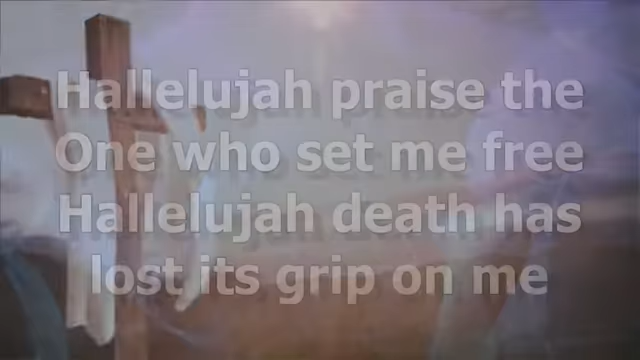 Hallelujah praise the
One who set me free
Hallelujah death has
lost its grip on me